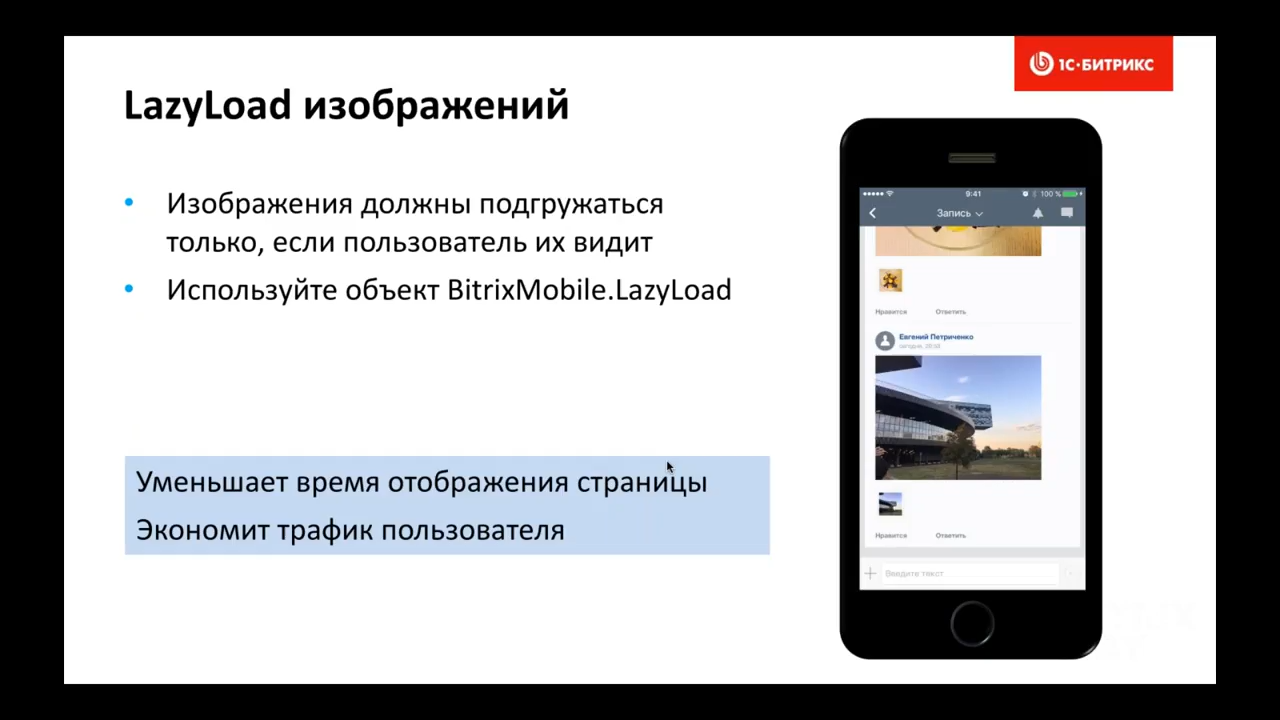 1С·БИТРИКС
LazyLoad изображений
• Изображения должны подгружаться
только, если пользователь их видит
• Используйте объект BitrixMobile.LazyLoad
Уменьшает время отображения страницы
Экономит трафик пользователя
9:41
100 %
Запись
Нравится Ответить
Евгений Петриченко
сегодня,
Нравится Ответить
Введите текст